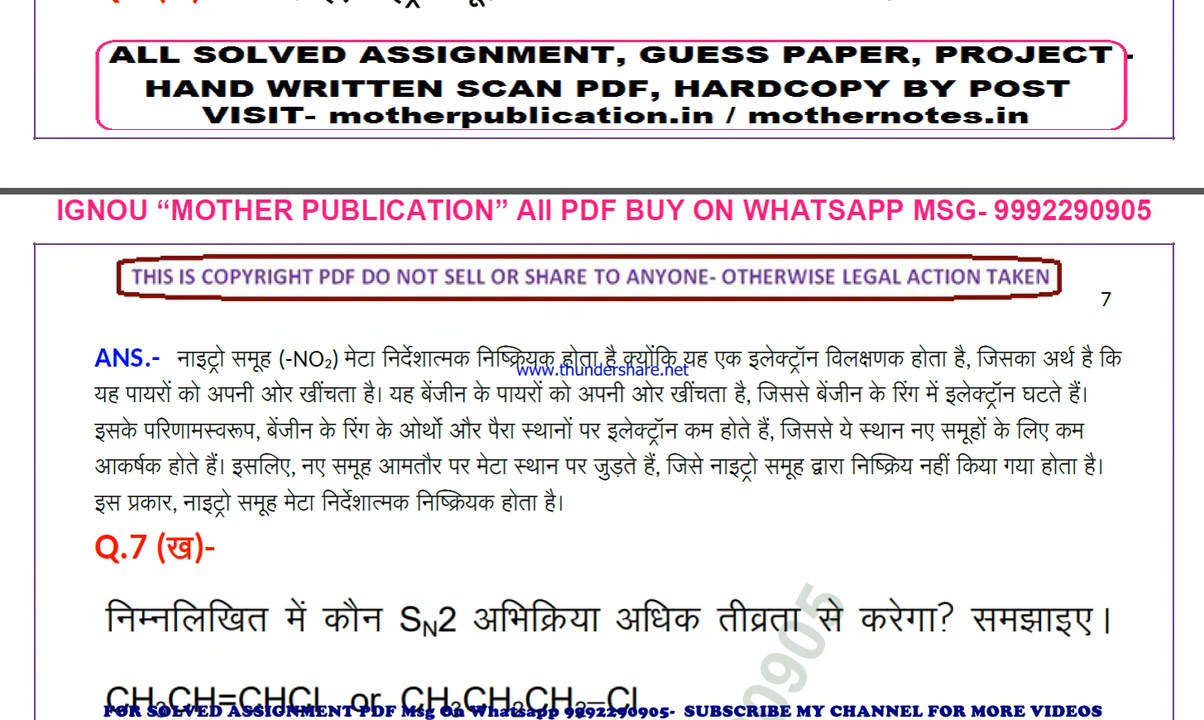 ALL SOLVED ASSIGNMENT, GUESS PAPER, PROJECT -
HAND WRITTEN SCAN PDF, HARDCOPY BY POST
VISIT- motherpublication.in / mothernotes.in
IGNOU “MOTHER PUBLICATION” All PDF BUY ON WHATSAPP MSG- 9992290905
THIS IS COPYRIGHT PDF DO NOT SELL OR SHARE TO ANYONE- OTHERWISE LEGAL ACTION TAKEN
7
ANS.- नाइट्रो समूह (-NO₂) मेटा निर्देशात्मक निष्क्रियक होता है क्योंकि यह एक इलेक्ट्रॉन विलक्षणक होता है, जिसका अर्थ है कि
www.thundershare.net
यह पायरों को अपनी ओर खींचता है। यह बेंजीन के पायरों को अपनी ओर खींचता है, जिससे बेंजीन के रिंग में इलेक्ट्रॉन घटते हैं।
इसके परिणामस्वरूप, बेंजीन के रिंग के ओर्थो और पैरा स्थानों पर इलेक्ट्रॉन कम होते हैं, जिससे ये स्थान नए समूहों के लिए कम
आकर्षक होते हैं। इसलिए, नए समूह आमतौर पर मेटा स्थान पर जुड़ते हैं, जिसे नाइट्रो समूह द्वारा निष्क्रिय नहीं किया गया होता है।
इस प्रकार, नाइट्रो समूह मेटा निर्देशात्मक निष्क्रियक होता है।
Q.7 (ख)-
निम्नलिखित में कौन S_N2 अभिक्रिया अधिक तीव्रता से करेगा? समझाइए।
CH₃CH=CHCl or CH₃CH₂CH₂–Cl
FOR SOLVED ASSIGNMENT PDF Msg On Whatsapp 9992290905- SUBSCRIBE MY CHANNEL FOR MORE VIDEOS